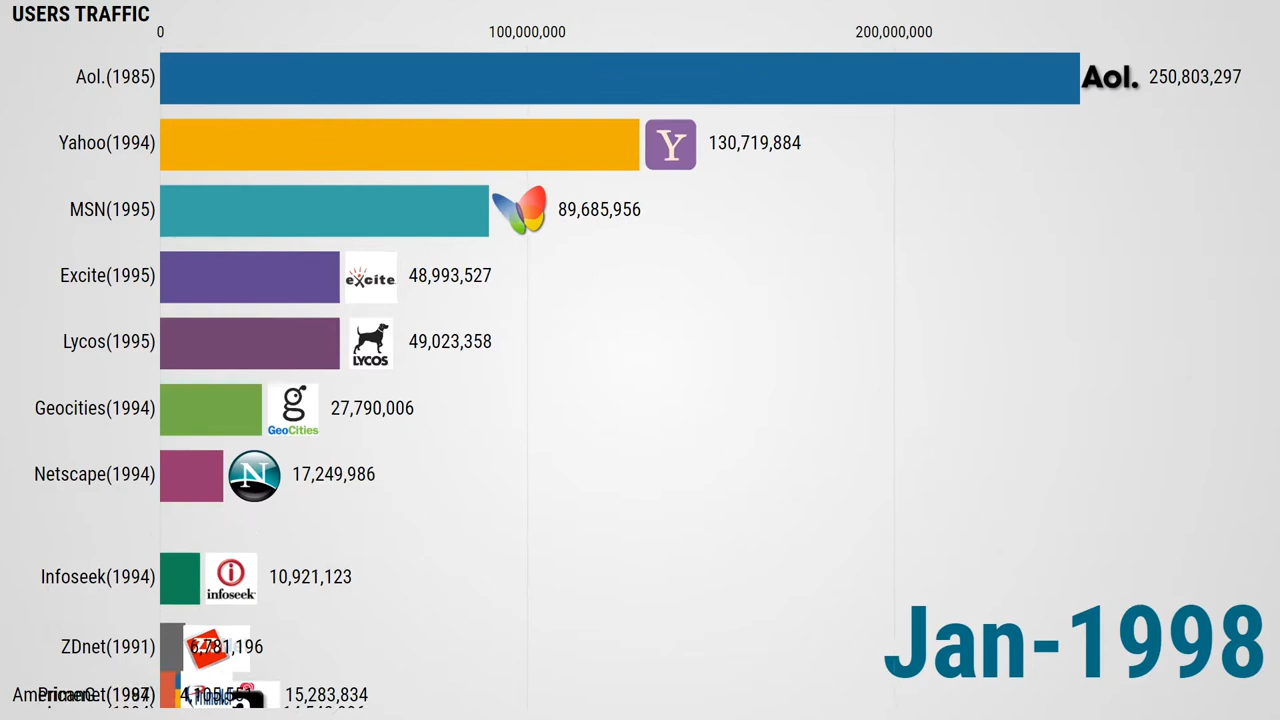 USERS TRAFFIC
0 100,000,000 200,000,000
Aol.(1985) Aol. 250,803,297
Yahoo(1994) Y 130,719,884
MSN(1995) 89,685,956
Excite(1995) excite 48,993,527
Lycos(1995) LYCOS 49,023,358
Geocities(1994) g GeoCities 27,790,006
Netscape(1994) N 17,249,986
Infoseek(1994) i infoseek 10,921,123
ZDnet(1991) 6,781,196
15,283,834
Jan-1998